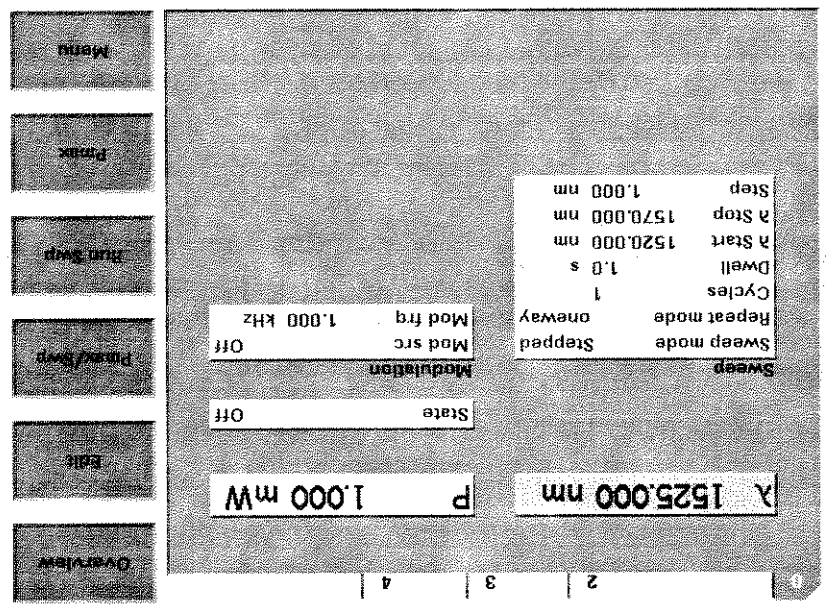 0 2 3 4
λ 1525.000 nm
P 1.000 mW
State Off
Sweep
Sweep mode Stepped
Repeat mode oneway
Cycles 1
Dwell 1.0 s
λ Start 1520.000 nm
λ Stop 1570.000 nm
Step 1.000 nm
Modulation
Mod src Off
Mod frq 1.000 kHz
Overview
Edit
Pmax/Swp
Run Swp
Pmax
Menu